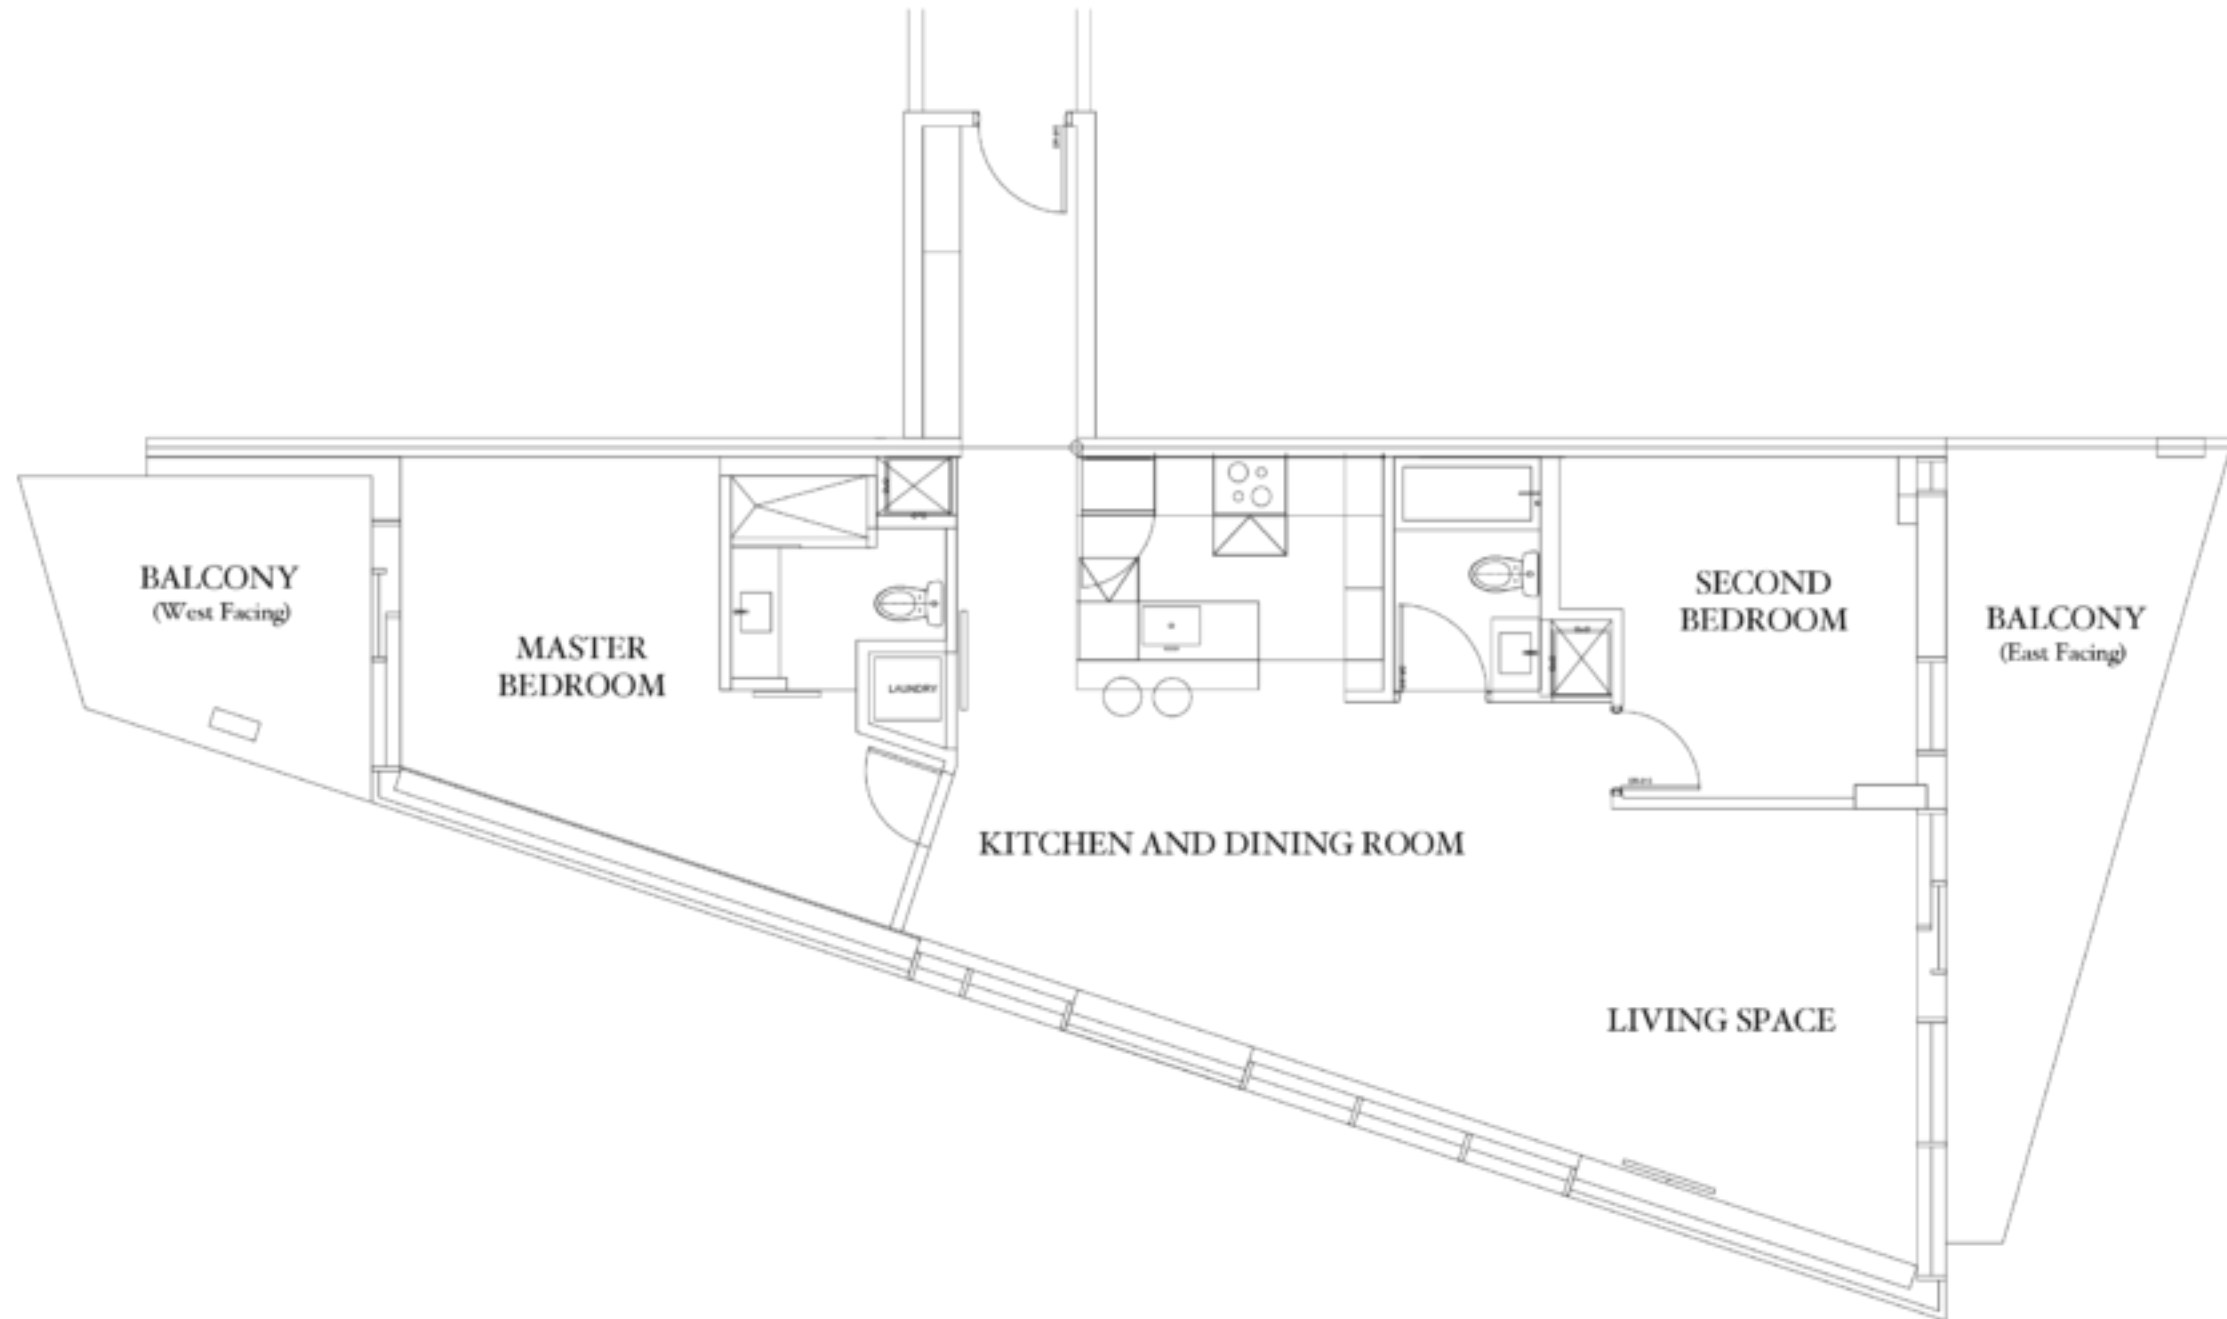 BALCONY
(West Facing)
MASTER
BEDROOM
LAUNDRY
KITCHEN AND DINING ROOM
SECOND
BEDROOM
BALCONY
(East Facing)
LIVING SPACE